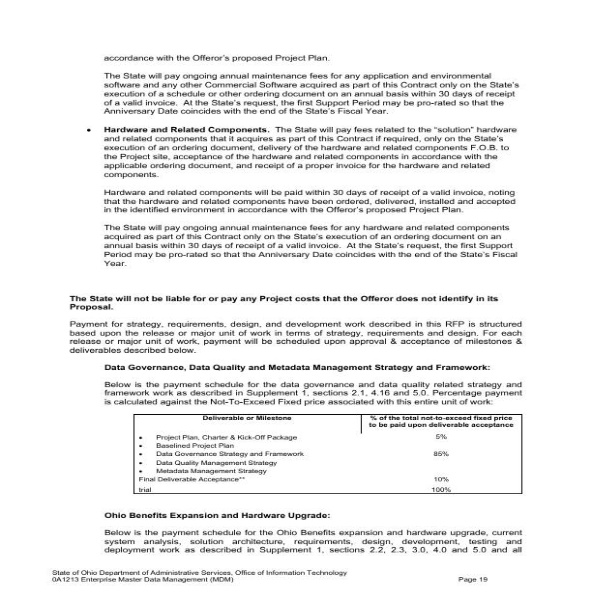 accordance with the Offeror's proposed Project Plan.
The State will pay ongoing annual maintenance fees for any application and environmental
software and any other Commercial Software acquired as part of this Contract only on the State's
execution of a schedule or other ordering document on an annual basis within 30 days of receipt
of a valid invoice. At the State's request, the first Support Period may be pro-rated so that the
Anniversary Date coincides with the end of the State's Fiscal Year.
• Hardware and Related Components. The State will pay fees related to the "solution" hardware
and related components that it acquires as part of this Contract if required, only on the State's
execution of an ordering document, delivery of the hardware and related components F.O.B. to
the Project site, acceptance of the hardware and related components in accordance with the
applicable ordering document, and receipt of a proper invoice for the hardware and related
components.
Hardware and related components will be paid within 30 days of receipt of a valid invoice, noting
that the hardware and related components have been ordered, delivered, installed and accepted
in the identified environment in accordance with the Offeror's proposed Project Plan.
The State will pay ongoing annual maintenance fees for any hardware and related components
acquired as part of this Contract only on the State's execution of an ordering document on an
annual basis within 30 days of receipt of a valid invoice. At the State's request, the first Support
Period may be pro-rated so that the Anniversary Date coincides with the end of the State's Fiscal
Year.
The State will not be liable for or pay any Project costs that the Offeror does not identify in its
Proposal.
Payment for strategy, requirements, design, and development work described in this RFP is structured
based upon the release or major unit of work in terms of strategy, requirements and design. For each
release or major unit of work, payment will be scheduled upon approval & acceptance of milestones &
deliverables described below.
Data Governance, Data Quality and Metadata Management Strategy and Framework:
Below is the payment schedule for the data governance and data quality related strategy and
framework work as described in Supplement 1, sections 2.1, 4.16 and 5.0. Percentage payment
is calculated against the Not-To-Exceed Fixed price associated with this entire unit of work:
Deliverable or Milestone % of the total not-to-exceed fixed price
to be paid upon deliverable acceptance
• Project Plan, Charter & Kick-Off Package 5%
• Baselined Project Plan
• Data Governance Strategy and Framework 85%
• Data Quality Management Strategy
• Metadata Management Strategy
Final Deliverable Acceptance** 10%
trial 100%
Ohio Benefits Expansion and Hardware Upgrade:
Below is the payment schedule for the Ohio Benefits expansion and hardware upgrade, current
system analysis, solution architecture, requirements, design, development, testing and
deployment work as described in Supplement 1, sections 2.2, 2.3, 3.0, 4.0 and 5.0 and all
State of Ohio Department of Administrative Services, Office of Information Technology
0A1213 Enterprise Master Data Management (MDM) Page 19